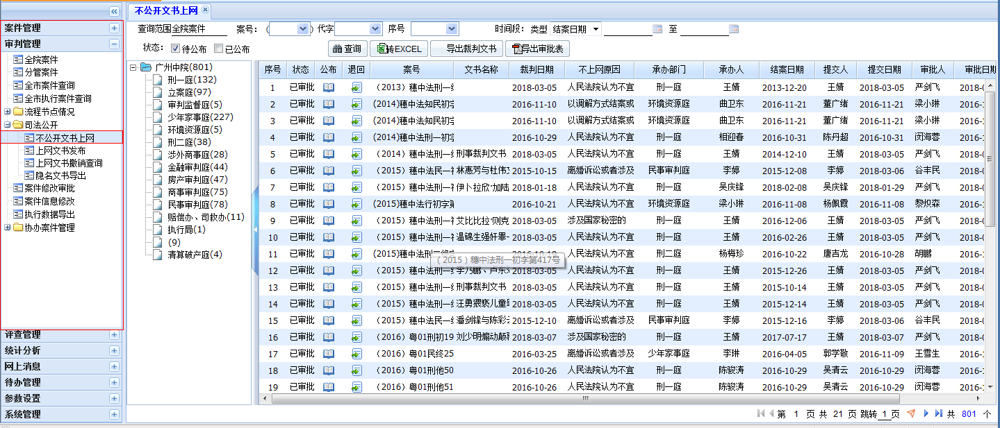 不公开文书上网
案件管理
审判管理
全院案件
分管案件
全市案件查询
全市执行案件查询
流程节点情况
司法公开
不公开文书上网
上网文书发布
上网文书撤销查询
隐名文书导出
案件修改审批
案件信息修改
执行数据导出
协办案件管理
评查管理
统计分析
网上消息
待办管理
参数设置
系统管理
查询范围 全院案件 案号：( ) 代字 序号 时间段： 类型 结案日期 至
状态： 待公布 已公布 查询 转EXCEL 导出裁判文书 导出审批表
广州中院(801)
刑一庭(132)
立案庭(97)
审判监督庭(5)
少年家事庭(227)
环境资源庭(5)
刑二庭(38)
涉外商事庭(28)
金融审判庭(44)
房产审判庭(47)
商事审判庭(75)
民事审判庭(78)
赔偿办、司救办(11)
执行局(1)
(9)
清算破产庭(4)
序号 状态 公布 退回 案号 文书名称 裁判日期 不上网原因 承办部门 承办人 结案日期 提交人 提交日期 审批人 审批日
1 已审批 （2013）穗中法刑一 2018-03-05 人民法院认为不宜 刑一庭 王婧 2013-12-20 王婧 2018-03-05 严剑飞 2018-
2 已审批 (2014)穗中法知民初字 2016-11-10 以调解方式结案或 环境资源庭 曲卫东 2016-11-21 董广绪 2016-11-21 梁小琳 2016-
3 已审批 (2014)穗中法知民初字 2016-11-10 以调解方式结案或 环境资源庭 曲卫东 2016-11-21 董广绪 2016-11-21 梁小琳 2016-
4 已审批 (2014)穗中法刑一初字 2016-10-29 人民法院认为不宜 刑一庭 相迎春 2016-10-31 陈丹超 2016-10-31 闵海蓉 2016-
5 已审批 （2014）穗中法刑一 刑事裁判文书 2018-03-05 人民法院认为不宜 刑一庭 王婧 2014-12-10 王婧 2018-03-05 严剑飞 2018-
6 已审批 （2015）穗中法民一 林惠芳与杜伟 2015-10-15 离婚诉讼或者涉及 民事审判庭 李婷 2015-12-08 李婷 2018-03-06 谷丰民 2018-
7 已审批 （2015）穗中法刑一 伊卜拉欣·加陆 2018-01-18 人民法院认为不宜 刑一庭 吴庆锋 2018-02-08 吴庆锋 2018-01-29 严剑飞 2018-
8 已审批 (2015)穗中法行初字第 2016-10-21 人民法院认为不宜 环境资源庭 梁小琳 2016-11-08 杨佩霞 2016-11-08 黎炽森 2016-
9 已审批 （2015）穗中法刑一 艾比比拉·则克 2018-03-05 涉及国家秘密的 刑一庭 王婧 2016-12-06 王婧 2018-03-05 严剑飞 2018-
10 已审批 （2015）穗中法刑一 温锦生强奸罪一 2018-03-05 人民法院认为不宜 刑一庭 王婧 2016-02-26 王婧 2018-03-05 严剑飞 2018-
11 已审批 (2015)穗中法刑二终字 2016-10-19 人民法院认为不宜 刑二庭 杨梅珍 2016-10-22 唐吉龙 2016-10-28 胡鹏 2016-
（2015）穗中法刑一初字第417号
12 已审批 （2015）穗中法刑一 2018-03-05 人民法院认为不宜 刑一庭 王婧 2015-12-26 王婧 2018-03-05 严剑飞 2018-
13 已审批 （2015）穗中法刑一 刑事裁判文书 2018-03-05 人民法院认为不宜 刑一庭 王婧 2015-10-14 王婧 2018-03-05 严剑飞 2018-
14 已审批 （2015）穗中法刑一 汪勇猥亵儿童 2018-03-05 人民法院认为不宜 刑一庭 王婧 2015-12-14 王婧 2018-03-05 严剑飞 2018-
15 已审批 （2015）穗中法民一 潘剑锋与陈彩 2015-12-10 离婚诉讼或者涉及 民事审判庭 李婷 2015-12-16 李婷 2018-03-06 谷丰民 2018-
16 已审批 （2016）粤01刑初19 刘少明煽动颠 2018-03-07 涉及国家秘密的 刑一庭 王婧 2017-07-17 王婧 2018-03-07 严剑飞 2018-
17 已审批 （2016）粤01民终25 2016-03-25 离婚诉讼或者涉及 少年家事庭 李琳 2016-04-05 郭学敬 2016-11-09 王雪生 2016-
18 已审批 （2016）粤01刑他50 2016-10-26 人民法院认为不宜 刑一庭 陈骏涛 2016-10-29 吴清云 2016-10-29 闵海蓉 2016-
19 已审批 （2016）粤01刑他51 2016-10-26 人民法院认为不宜 刑一庭 陈骏涛 2016-10-29 吴清云 2016-10-29 闵海蓉 2016-
第 1 页 共 21 页 跳转 1 页 共 801 个